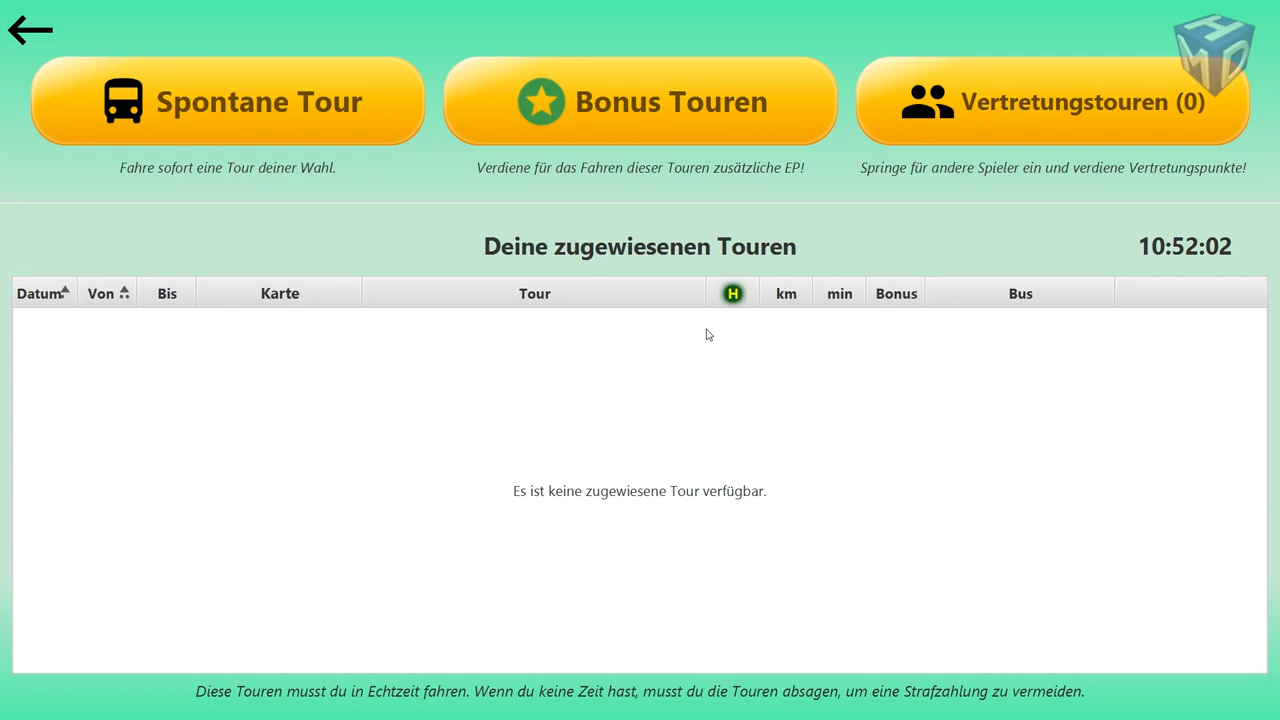 HMD
Spontane Tour
Bonus Touren
Vertretungstouren (0)
Fahre sofort eine Tour deiner Wahl.
Verdiene für das Fahren dieser Touren zusätzliche EP!
Springe für andere Spieler ein und verdiene Vertretungspunkte!
Deine zugewiesenen Touren
10:52:02
Datum Von Bis Karte Tour H km min Bonus Bus
Es ist keine zugewiesene Tour verfügbar.
Diese Touren musst du in Echtzeit fahren. Wenn du keine Zeit hast, musst du die Touren absagen, um eine Strafzahlung zu vermeiden.